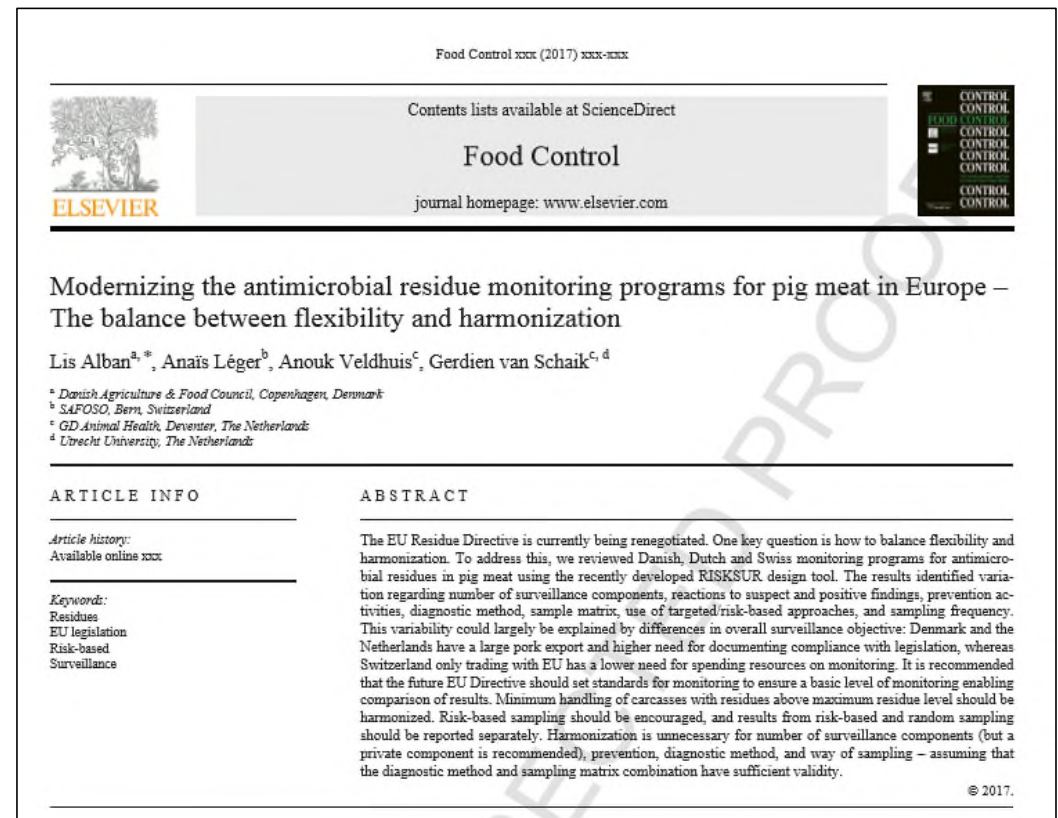 Food Control xxx (2017) xxx-xxx
Contents lists available at ScienceDirect
Food Control
journal homepage: www.elsevier.com
ELSEVIER
CONTROL
CONTROL
FOOD CONTROL
CONTROL
CONTROL
CONTROL
CONTROL
CONTROL
CONTROL
Modernizing the antimicrobial residue monitoring programs for pig meat in Europe –
The balance between flexibility and harmonization
Lis Alban a, *, Anaïs Léger b, Anouk Veldhuis c, Gerdien van Schaik c, d
a Danish Agriculture & Food Council, Copenhagen, Denmark
b SAFOSO, Bern, Switzerland
c GD Animal Health, Deventer, The Netherlands
d Utrecht University, The Netherlands
ARTICLE INFO
Article history:
Available online xxx
Keywords:
Residues
EU legislation
Risk-based
Surveillance
ABSTRACT
The EU Residue Directive is currently being renegotiated. One key question is how to balance flexibility and
harmonization. To address this, we reviewed Danish, Dutch and Swiss monitoring programs for antimicro-
bial residues in pig meat using the recently developed RISKSUR design tool. The results identified varia-
tion regarding number of surveillance components, reactions to suspect and positive findings, prevention ac-
tivities, diagnostic method, sample matrix, use of targeted/risk-based approaches, and sampling frequency.
This variability could largely be explained by differences in overall surveillance objective: Denmark and the
Netherlands have a large pork export and higher need for documenting compliance with legislation, whereas
Switzerland only trading with EU has a lower need for spending resources on monitoring. It is recommended
that the future EU Directive should set standards for monitoring to ensure a basic level of monitoring enabling
comparison of results. Minimum handling of carcasses with residues above maximum residue level should be
harmonized. Risk-based sampling should be encouraged, and results from risk-based and random sampling
should be reported separately. Harmonization is unnecessary for number of surveillance components (but a
private component is recommended), prevention, diagnostic method, and way of sampling – assuming that
the diagnostic method and sampling matrix combination have sufficient validity.
© 2017.